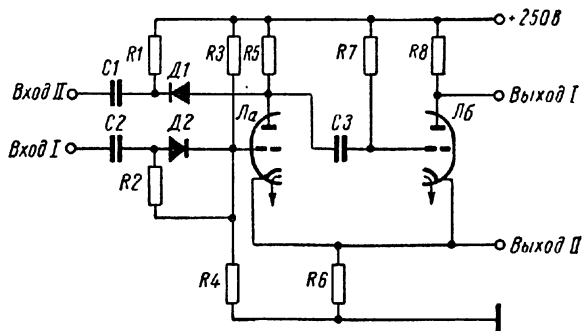 +250В
R1
R3
R5
R7
R8
C1
Д1
Вход II
Лa
C3
Лб
Выход I
C2
Д2
Вход I
R2
Выход II
R4
R6